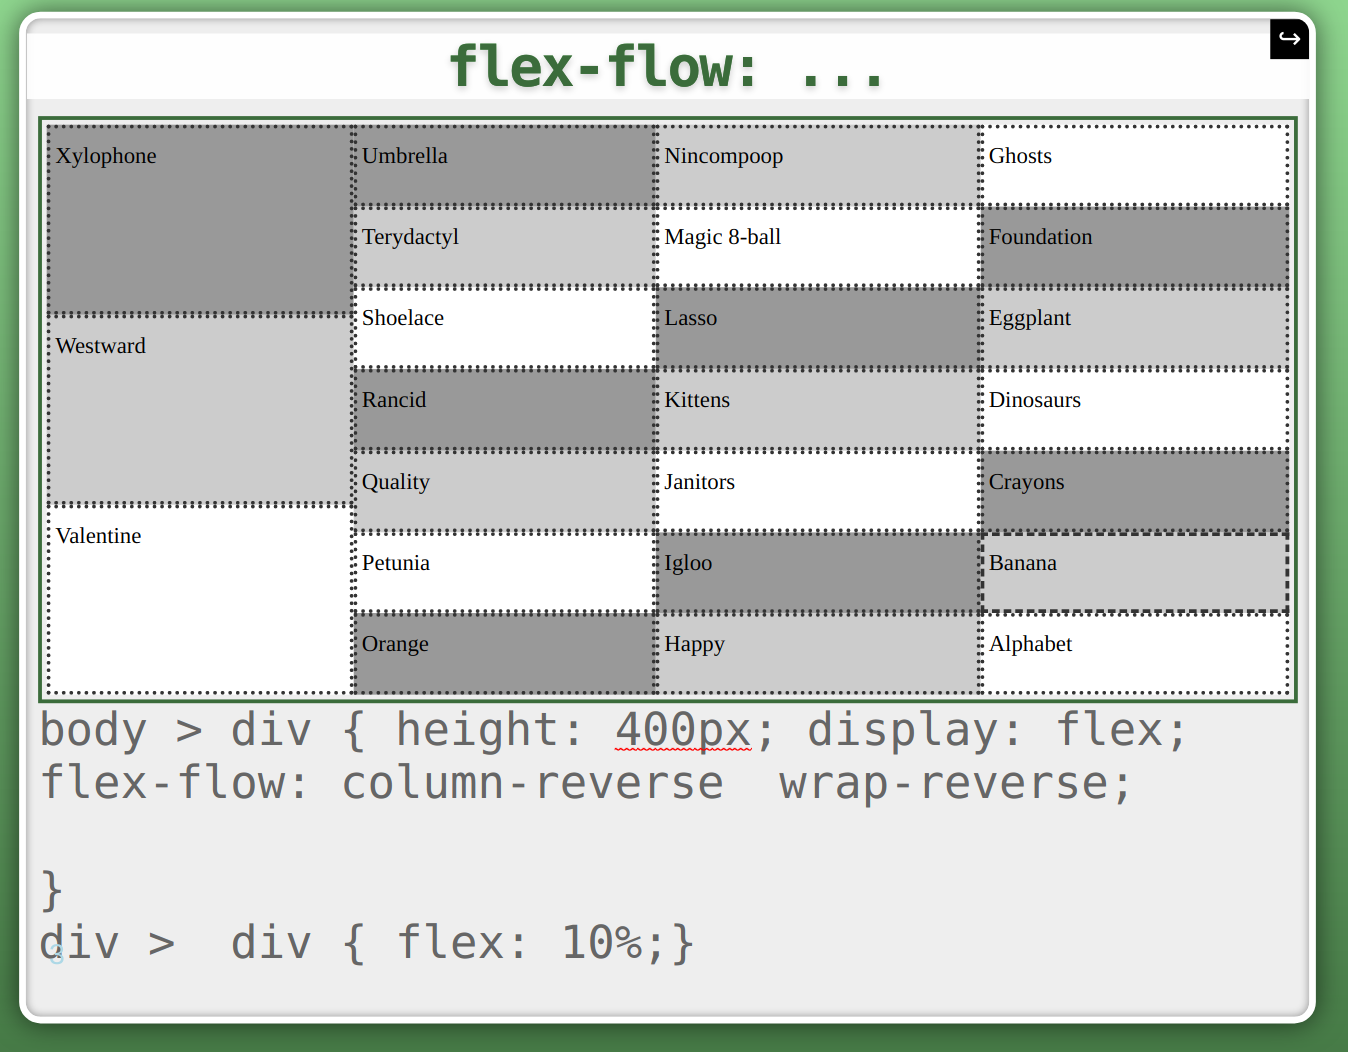 flex-flow: ...
↪
Xylophone Umbrella Nincompoop Ghosts
Terydactyl Magic 8-ball Foundation
Shoelace Lasso Eggplant
Westward
Rancid Kittens Dinosaurs
Quality Janitors Crayons
Valentine
Petunia Igloo Banana
Orange Happy Alphabet
body > div { height: 400px; display: flex;
flex-flow: column-reverse  wrap-reverse;
}
div >  div { flex: 10%;}
3